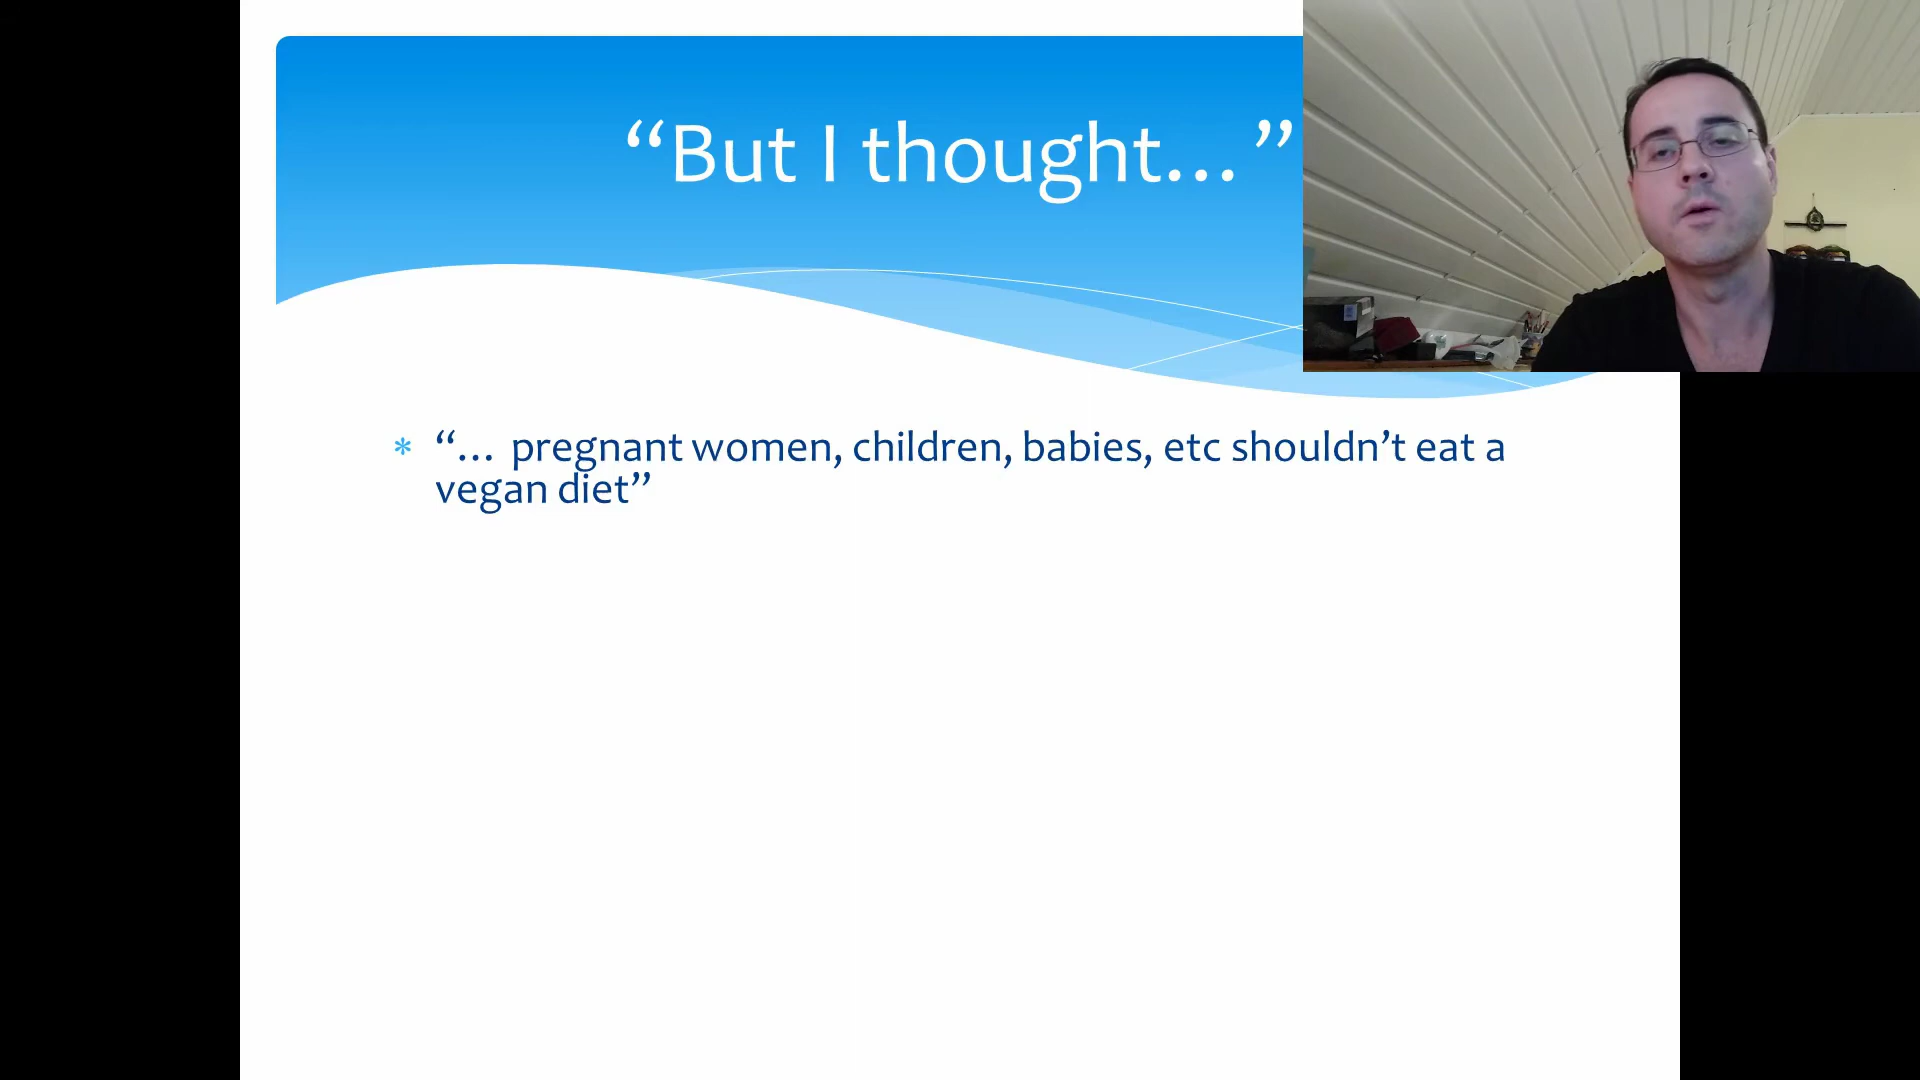 “But I thought…”
* “… pregnant women, children, babies, etc shouldn’t eat a
vegan diet”